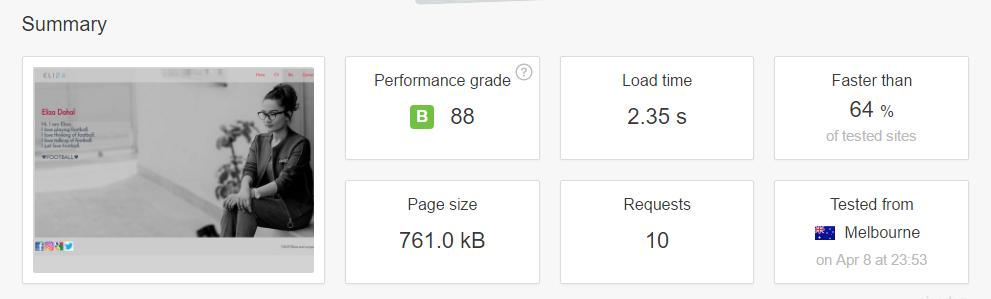 Summary
ELIZA
Home CV Bio Contact
Eliza Dahal
Hi. I am Eliza.
I love playing football.
I love thinking of football.
I love talking of football.
I just love football.
♥FOOTBALL♥
Performance grade ?
B 88
Load time
2.35 s
Faster than
64 %
of tested sites
Page size
761.0 kB
Requests
10
Tested from
Melbourne
on Apr 8 at 23:53